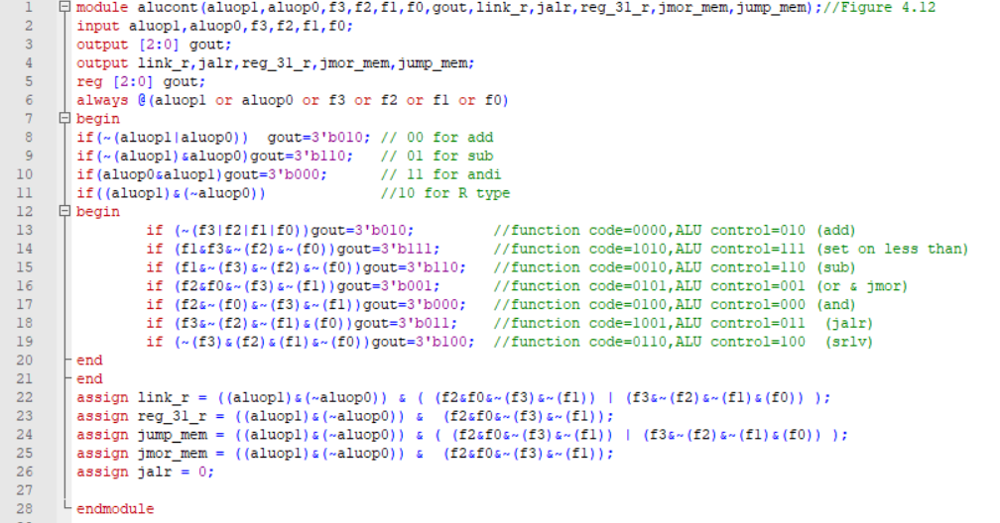 1 module alucont(aluop1,aluop0,f3,f2,f1,f0,gout,link_r,jalr,reg_31_r,jmor_mem,jump_mem);//Figure 4.12
2 input aluop1,aluop0,f3,f2,f1,f0;
3 output [2:0] gout;
4 output link_r,jalr,reg_31_r,jmor_mem,jump_mem;
5 reg [2:0] gout;
6 always @(aluop1 or aluop0 or f3 or f2 or f1 or f0)
7 begin
8 if(~(aluop1|aluop0))  gout=3'b010; // 00 for add
9 if(~(aluop1)&aluop0)gout=3'b110;   // 01 for sub
10 if(aluop0&aluop1)gout=3'b000;      // 11 for andi
11 if((aluop1)&(~aluop0))             //10 for R type
12 begin
13 if (~(f3|f2|f1|f0))gout=3'b010;        //function code=0000,ALU control=010 (add)
14 if (f1&f3&~(f2)&~(f0))gout=3'b111;     //function code=1010,ALU control=111 (set on less than)
15 if (f1&~(f3)&~(f2)&~(f0))gout=3'b110;  //function code=0010,ALU control=110 (sub)
16 if (f2&f0&~(f3)&~(f1))gout=3'b001;     //function code=0101,ALU control=001 (or & jmor)
17 if (f2&~(f0)&~(f3)&~(f1))gout=3'b000;  //function code=0100,ALU control=000 (and)
18 if (f3&~(f2)&~(f1)&(f0))gout=3'b011;   //function code=1001,ALU control=011  (jalr)
19 if (~(f3)&(f2)&(f1)&~(f0))gout=3'b100;  //function code=0110,ALU control=100  (srlv)
20 end
21 end
22 assign link_r = ((aluop1)&(~aluop0)) & ( (f2&f0&~(f3)&~(f1)) | (f3&~(f2)&~(f1)&(f0)) );
23 assign reg_31_r = ((aluop1)&(~aluop0)) &  (f2&f0&~(f3)&~(f1));
24 assign jump_mem = ((aluop1)&(~aluop0)) & ( (f2&f0&~(f3)&~(f1)) | (f3&~(f2)&~(f1)&(f0)) );
25 assign jmor_mem = ((aluop1)&(~aluop0)) &  (f2&f0&~(f3)&~(f1));
26 assign jalr = 0;
27
28 endmodule